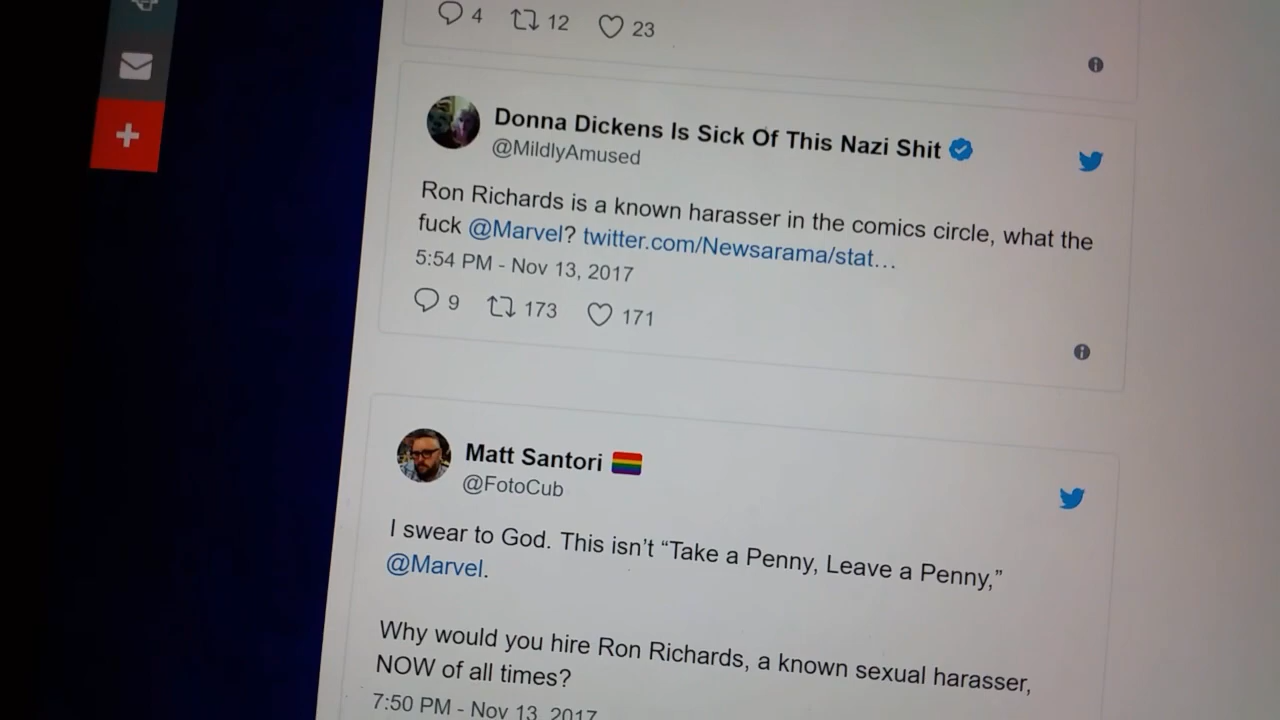 4 12 23
Donna Dickens Is Sick Of This Nazi Shit
@MildlyAmused
Ron Richards is a known harasser in the comics circle, what the
fuck @Marvel? twitter.com/Newsarama/stat…
5:54 PM - Nov 13, 2017
9 173 171
Matt Santori
@FotoCub
I swear to God. This isn’t “Take a Penny, Leave a Penny,”
@Marvel.
Why would you hire Ron Richards, a known sexual harasser,
NOW of all times?
7:50 PM - Nov 13, 2017